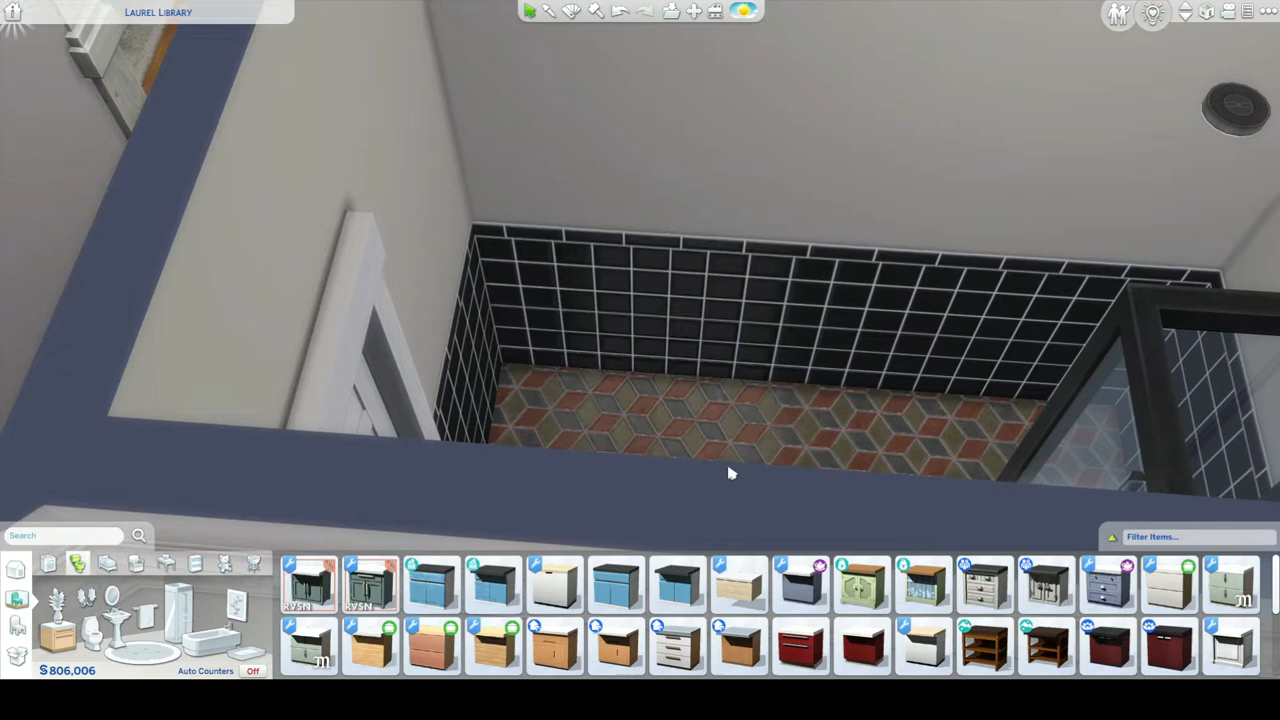 LAUREL LIBRARY
Search
Filter Items...
RVSN
RVSN
m
m
§806,006
Auto Counters
Off